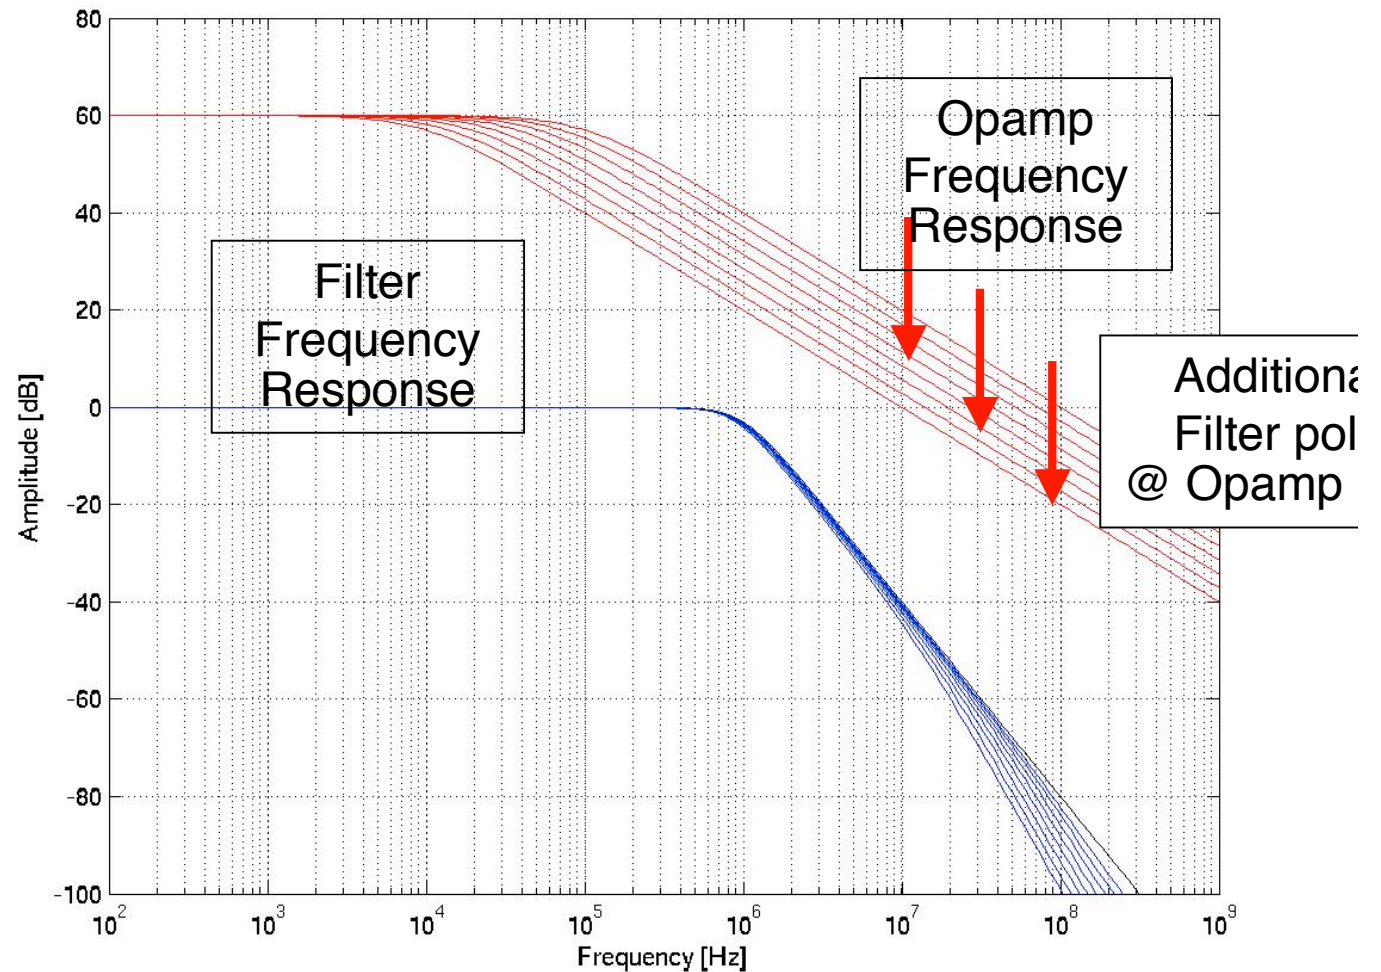 80
60
40
20
0
-20
-40
-60
-80
-100
Amplitude [dB]
Opamp
Frequency
Response
Filter
Frequency
Response
Additiona
Filter pol
@ Opamp
10^2
10^3
10^4
10^5
10^6
10^7
10^8
10^9
Frequency [Hz]